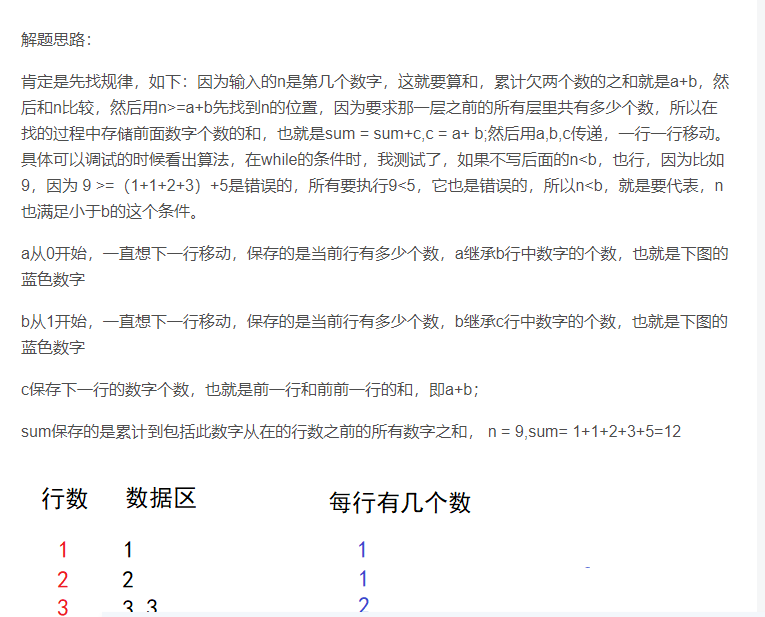 解题思路：
肯定是先找规律，如下：因为输入的n是第几个数字，这就要算和，累计欠两个数的之和就是a+b，然
后和n比较，然后用n>=a+b先找到n的位置，因为要求那一层之前的所有层里共有多少个数，所以在
找的过程中存储前面数字个数的和，也就是sum = sum+c,c = a+ b;然后用a,b,c传递，一行一行移动。
具体可以调试的时候看出算法，在while的条件时，我测试了，如果不写后面的n<b，也行，因为比如
9，因为 9 >=（1+1+2+3）+5是错误的，所有要执行9<5，它也是错误的，所以n<b，就是要代表，n
也满足小于b的这个条件。
a从0开始，一直想下一行移动，保存的是当前行有多少个数，a继承b行中数字的个数，也就是下图的
蓝色数字
b从1开始，一直想下一行移动，保存的是当前行有多少个数，b继承c行中数字的个数，也就是下图的
蓝色数字
c保存下一行的数字个数，也就是前一行和前前一行的和，即a+b；
sum保存的是累计到包括此数字从在的行数之前的所有数字之和， n = 9,sum= 1+1+2+3+5=12
行数 数据区 每行有几个数
1 1 1
2 2 1
3 3 3 2